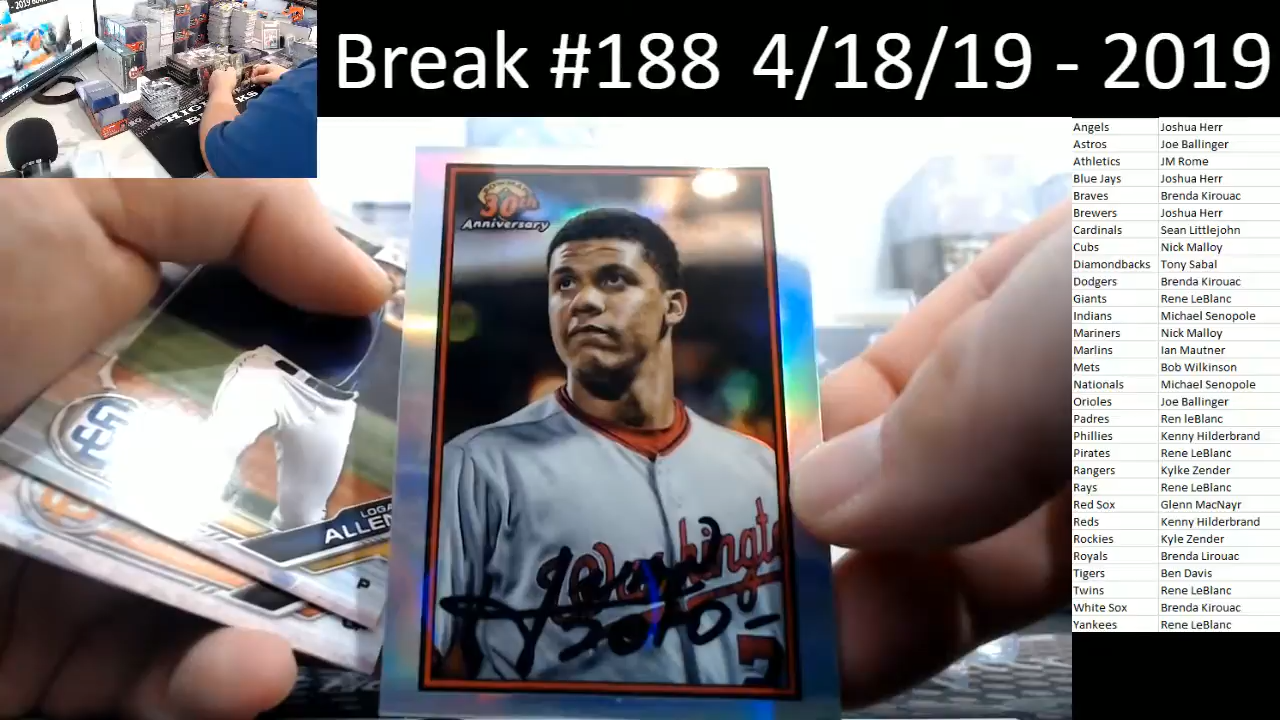 Break #188 4/18/19 - 2019
Angels Joshua Herr
Astros Joe Ballinger
Athletics JM Rome
Blue Jays Joshua Herr
Braves Brenda Kirouac
Brewers Joshua Herr
Cardinals Sean Littlejohn
Cubs Nick Malloy
Diamondbacks Tony Sabal
Dodgers Brenda Kirouac
Giants Rene LeBlanc
Indians Michael Senopole
Mariners Nick Malloy
Marlins Ian Mautner
Mets Bob Wilkinson
Nationals Michael Senopole
Orioles Joe Ballinger
Padres Ren leBlanc
Phillies Kenny Hilderbrand
Pirates Rene LeBlanc
Rangers Kylke Zender
Rays Rene LeBlanc
Red Sox Glenn MacNayr
Reds Kenny Hilderbrand
Rockies Kyle Zender
Royals Brenda Lirouac
Tigers Ben Davis
Twins Rene LeBlanc
White Sox Brenda Kirouac
Yankees Rene LeBlanc
BOWMAN
30th
Anniversary
Washingto
7
LOGA
ALLEN
P
SD